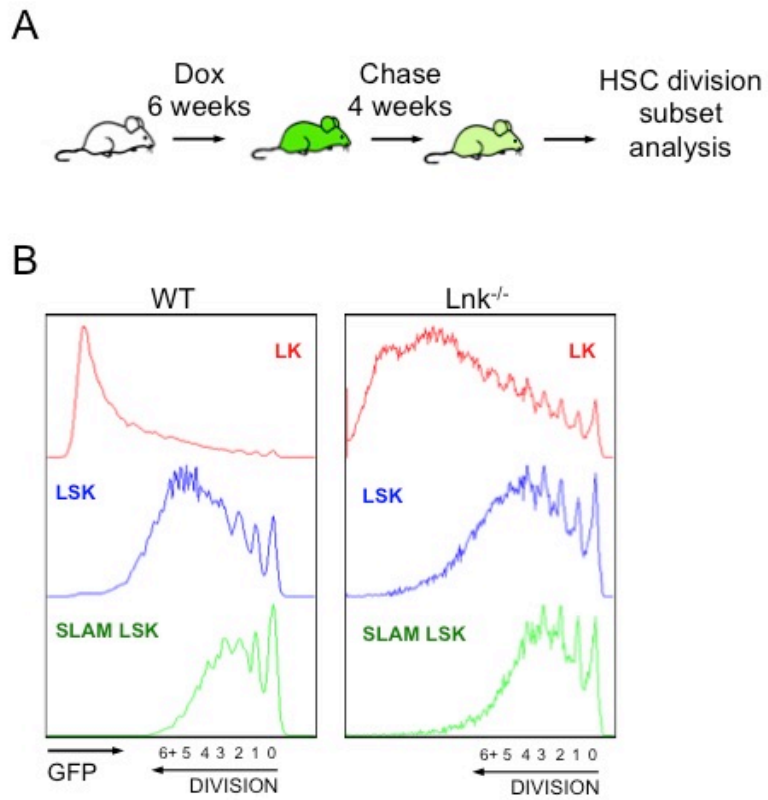 A
Dox
6 weeks
Chase
4 weeks
HSC division
subset
analysis
B
WT
Lnk-/-
LK
LSK
SLAM LSK
LK
LSK
SLAM LSK
6+ 5 4 3 2 1 0
GFP
DIVISION
6+ 5 4 3 2 1 0
DIVISION